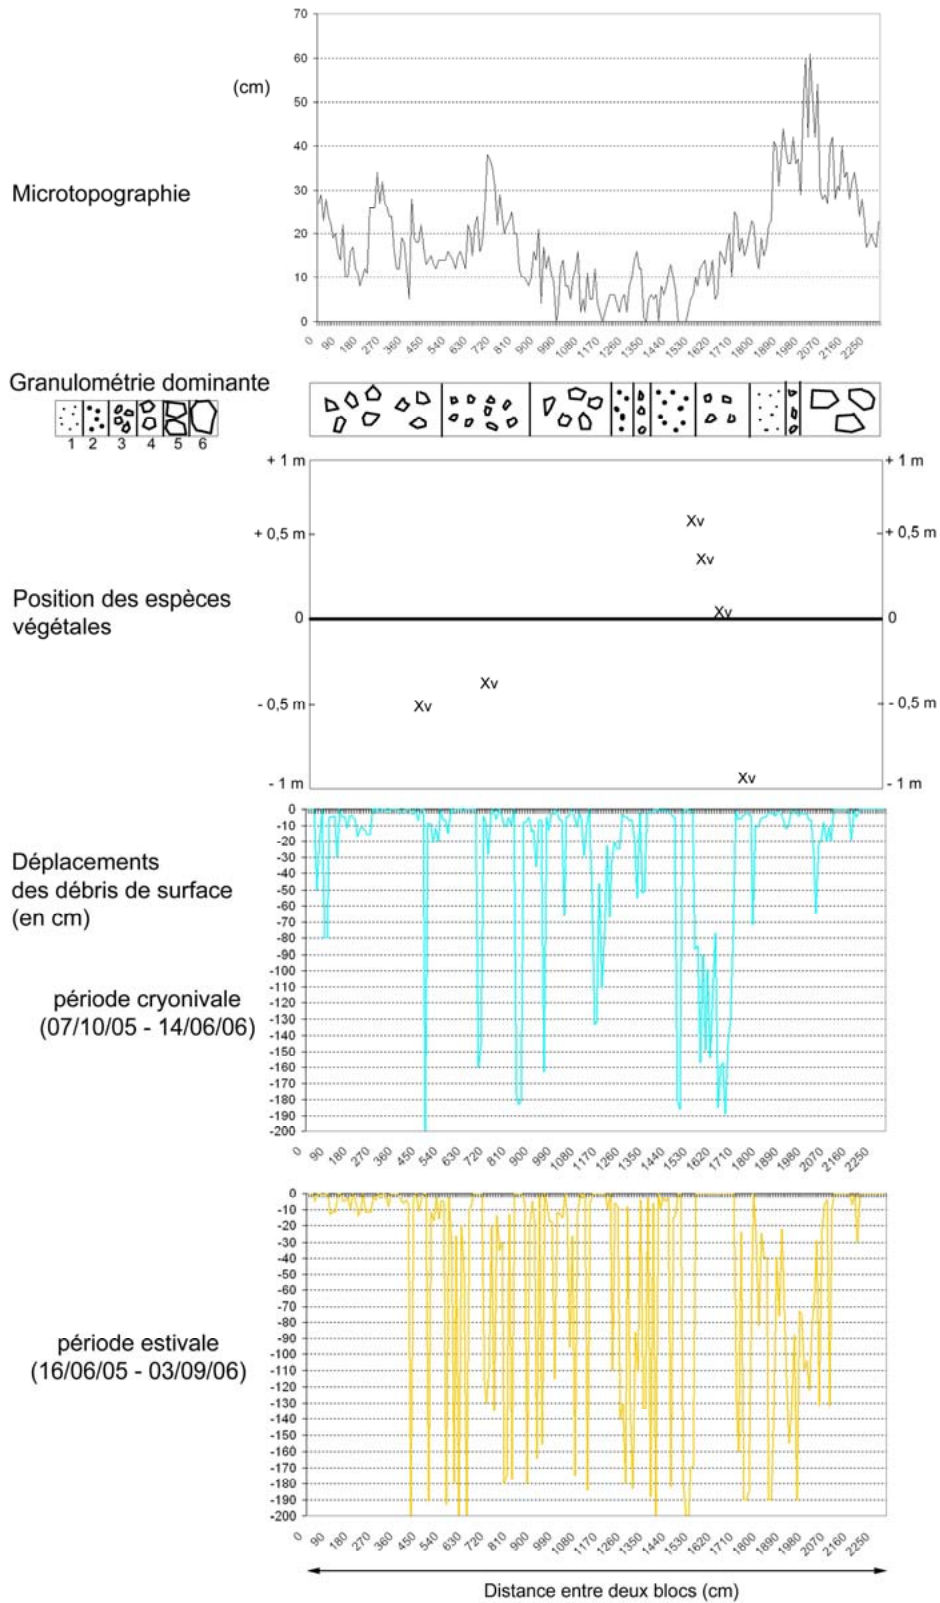 (cm)
70
60
50
40
30
20
10
0
Microtopographie
0 90 180 270 360 450 540 630 720 810 900 990 1080 1170 1260 1350 1440 1530 1620 1710 1800 1890 1980 2070 2160 2250
Granulométrie dominante
1 2 3 4 5 6
+ 1 m + 1 m
+ 0,5 m + 0,5 m
0 0
- 0,5 m - 0,5 m
- 1 m - 1 m
Position des espèces
végétales
Xv
Xv
Xv
Xv
Xv
Xv
Déplacements
des débris de surface
(en cm)
période cryonivale
(07/10/05 - 14/06/06)
0
-10
-20
-30
-40
-50
-60
-70
-80
-90
-100
-110
-120
-130
-140
-150
-160
-170
-180
-190
-200
0 90 180 270 360 450 540 630 720 810 900 990 1080 1170 1260 1350 1440 1530 1620 1710 1800 1890 1980 2070 2160 2250
période estivale
(16/06/05 - 03/09/06)
0
-10
-20
-30
-40
-50
-60
-70
-80
-90
-100
-110
-120
-130
-140
-150
-160
-170
-180
-190
-200
0 90 180 270 360 450 540 630 720 810 900 990 1080 1170 1260 1350 1440 1530 1620 1710 1800 1890 1980 2070 2160 2250
Distance entre deux blocs (cm)